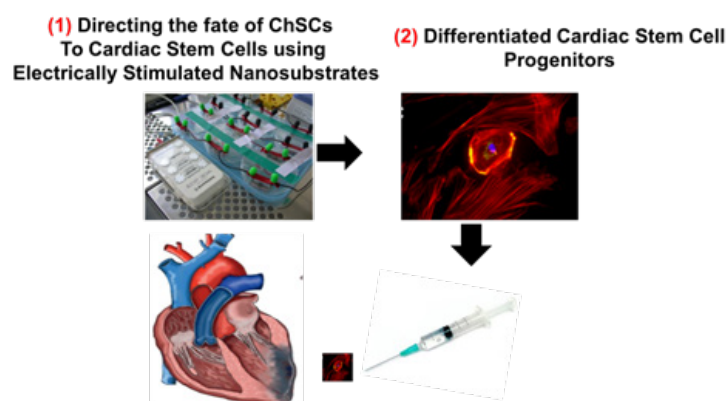 (1) Directing the fate of ChSCs
To Cardiac Stem Cells using
Electrically Stimulated Nanosubstrates
(2) Differentiated Cardiac Stem Cell
Progenitors